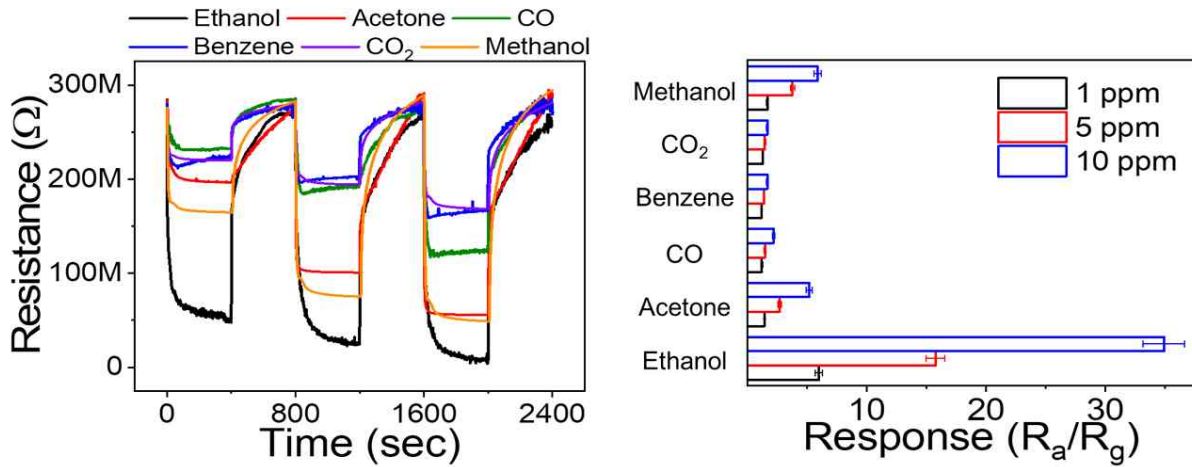 Ethanol Acetone CO
Benzene CO₂ Methanol
300M
200M
100M
0
Resistance (Ω)
0 800 1600 2400
Time (sec)
Methanol
CO₂
Benzene
CO
Acetone
Ethanol
1 ppm
5 ppm
10 ppm
10 20 30
Response (Rₐ/R_g)